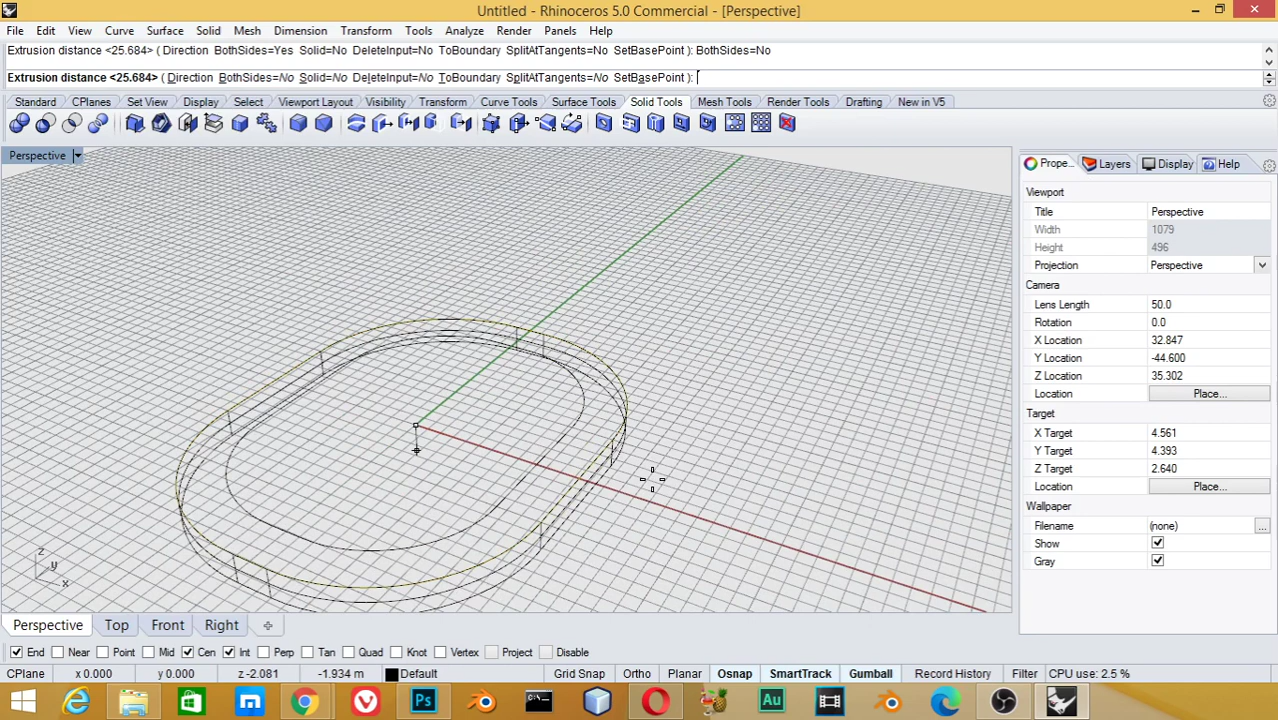 Untitled - Rhinoceros 5.0 Commercial - [Perspective]
File Edit View Curve Surface Solid Mesh Dimension Transform Tools Analyze Render Panels Help
Extrusion distance <25.684> ( Direction BothSides=Yes Solid=No DeleteInput=No ToBoundary SplitAtTangents=No SetBasePoint ): BothSides=No
Extrusion distance <25.684> ( Direction BothSides=No Solid=No DeleteInput=No ToBoundary SplitAtTangents=No SetBasePoint ):
Standard CPlanes Set View Display Select Viewport Layout Visibility Transform Curve Tools Surface Tools Solid Tools Mesh Tools Render Tools Drafting New in V5
Perspective
Prope... Layers Display Help
Viewport
Title Perspective
Width 1079
Height 496
Projection Perspective
Camera
Lens Length 50.0
Rotation 0.0
X Location 32.847
Y Location -44.600
Z Location 35.302
Location Place...
Target
X Target 4.561
Y Target 4.393
Z Target 2.640
Location Place...
Wallpaper
Filename (none) ...
Show
Gray
z
y
x
Perspective Top Front Right
End Near Point Mid Cen Int Perp Tan Quad Knot Vertex Project Disable
CPlane x 0.000 y 0.000 z -2.081 -1.934 m Default Grid Snap Ortho Planar Osnap SmartTrack Gumball Record History Filter CPU use: 2.5 %
Ps Au